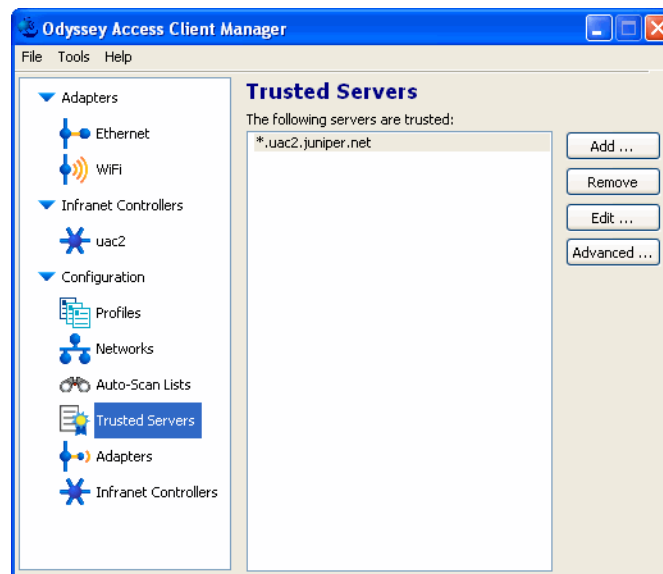 Odyssey Access Client Manager
File Tools Help
Adapters
Ethernet
WiFi
Infranet Controllers
uac2
Configuration
Profiles
Networks
Auto-Scan Lists
Trusted Servers
Adapters
Infranet Controllers
Trusted Servers
The following servers are trusted:
*.uac2.juniper.net
Add ...
Remove
Edit ...
Advanced ...